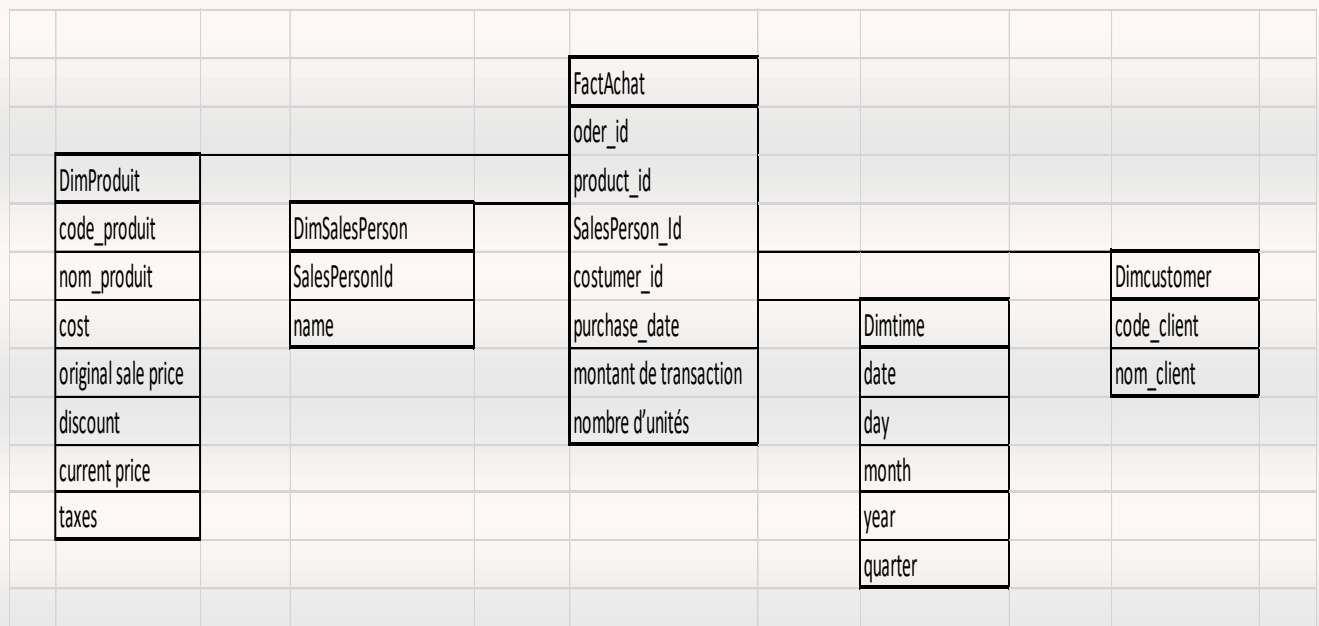 FactAchat
oder_id
product_id
SalesPerson_Id
costumer_id
purchase_date
montant de transaction
nombre d’unités
DimProduit
code_produit
nom_produit
cost
original sale price
discount
current price
taxes
DimSalesPerson
SalesPersonId
name
Dimtime
date
day
month
year
quarter
Dimcustomer
code_client
nom_client